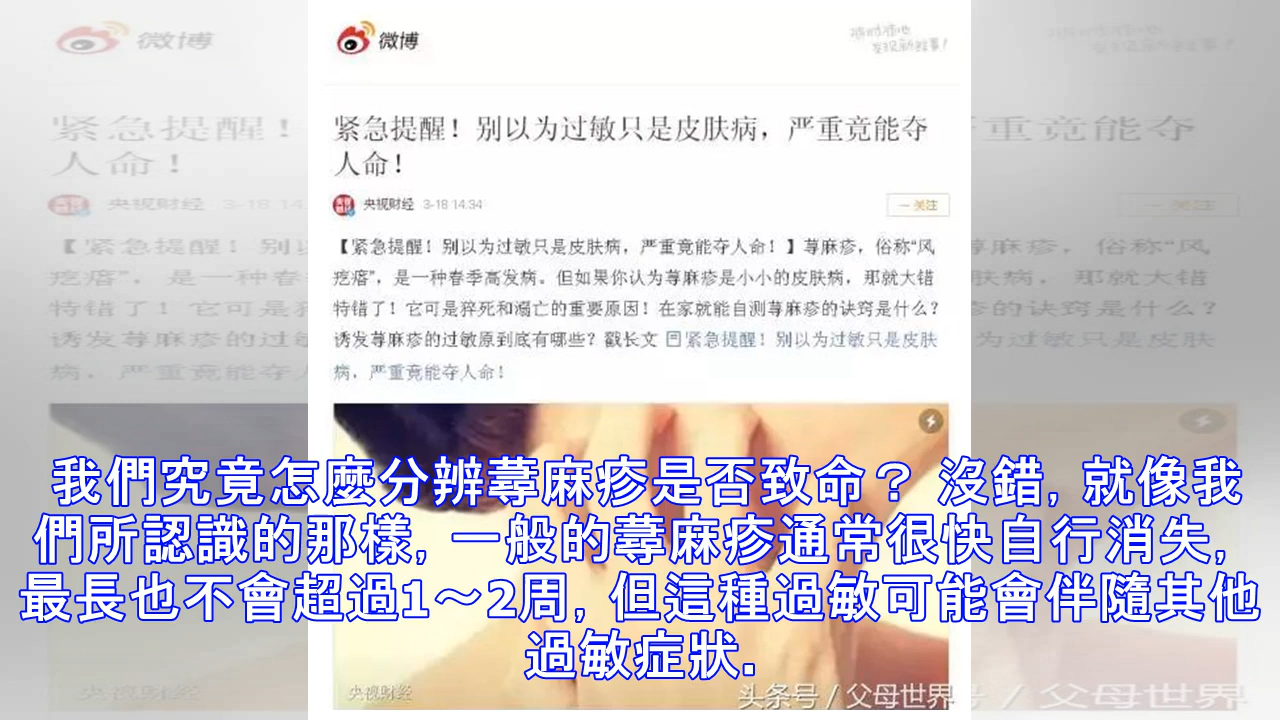 微博
随时随地
发现新鲜事!
紧急提醒！别以为过敏只是皮肤病，严重竟能夺
人命！
央视财经 3-18 14:34
关注
【紧急提醒！别以为过敏只是皮肤病，严重竟能夺人命！】荨麻疹，俗称“风
疙瘩”，是一种春季高发病。但如果你认为荨麻疹是小小的皮肤病，那就大错
特错了！它可是猝死和溺亡的重要原因！在家就能自测荨麻疹的诀窍是什么？
诱发荨麻疹的过敏原到底有哪些？戳长文 紧急提醒！别以为过敏只是皮肤
病，严重竟能夺人命！
我們究竟怎麼分辨蕁麻疹是否致命？ 沒錯, 就像我
們所認識的那樣, 一般的蕁麻疹通常很快自行消失,
最長也不會超過1～2周, 但這種過敏可能會伴隨其他
過敏症狀.
央视财经
头条号 / 父母世界